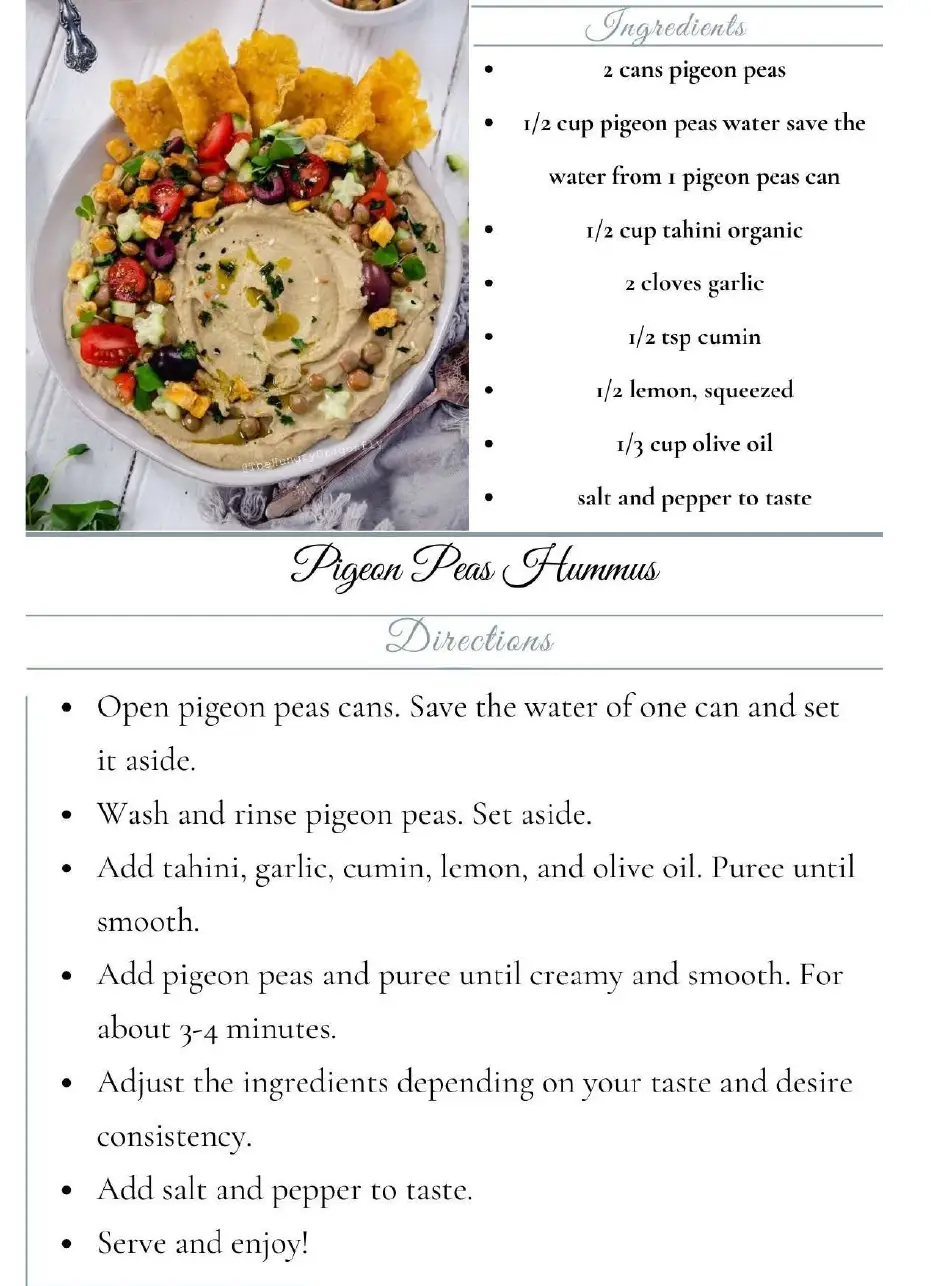 Ingredients
• 2 cans pigeon peas
• 1/2 cup pigeon peas water save the
water from 1 pigeon peas can
• 1/2 cup tahini organic
• 2 cloves garlic
• 1/2 tsp cumin
• 1/2 lemon, squeezed
• 1/3 cup olive oil
• salt and pepper to taste
@TheHungryDragonfly
Pigeon Peas Hummus
Directions
• Open pigeon peas cans. Save the water of one can and set
it aside.
• Wash and rinse pigeon peas. Set aside.
• Add tahini, garlic, cumin, lemon, and olive oil. Puree until
smooth.
• Add pigeon peas and puree until creamy and smooth. For
about 3-4 minutes.
• Adjust the ingredients depending on your taste and desire
consistency.
• Add salt and pepper to taste.
• Serve and enjoy!